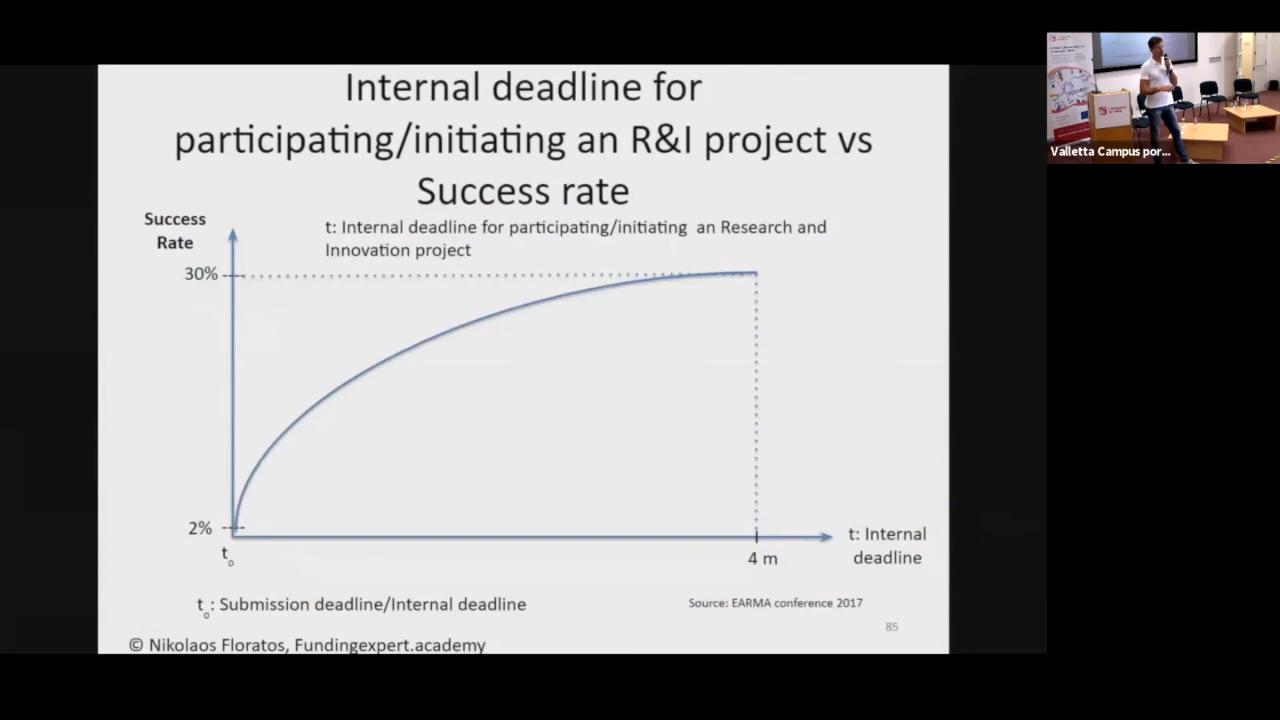 Internal deadline for
participating/initiating an R&I project vs
Success rate
Success
Rate
t: Internal deadline for participating/initiating an Research and
Innovation project
30%
2%
t
o
4 m
t: Internal
deadline
t : Submission deadline/Internal deadline
o
Source: EARMA conference 2017
85
© Nikolaos Floratos, Fundingexpert.academy
Valletta Campus por...